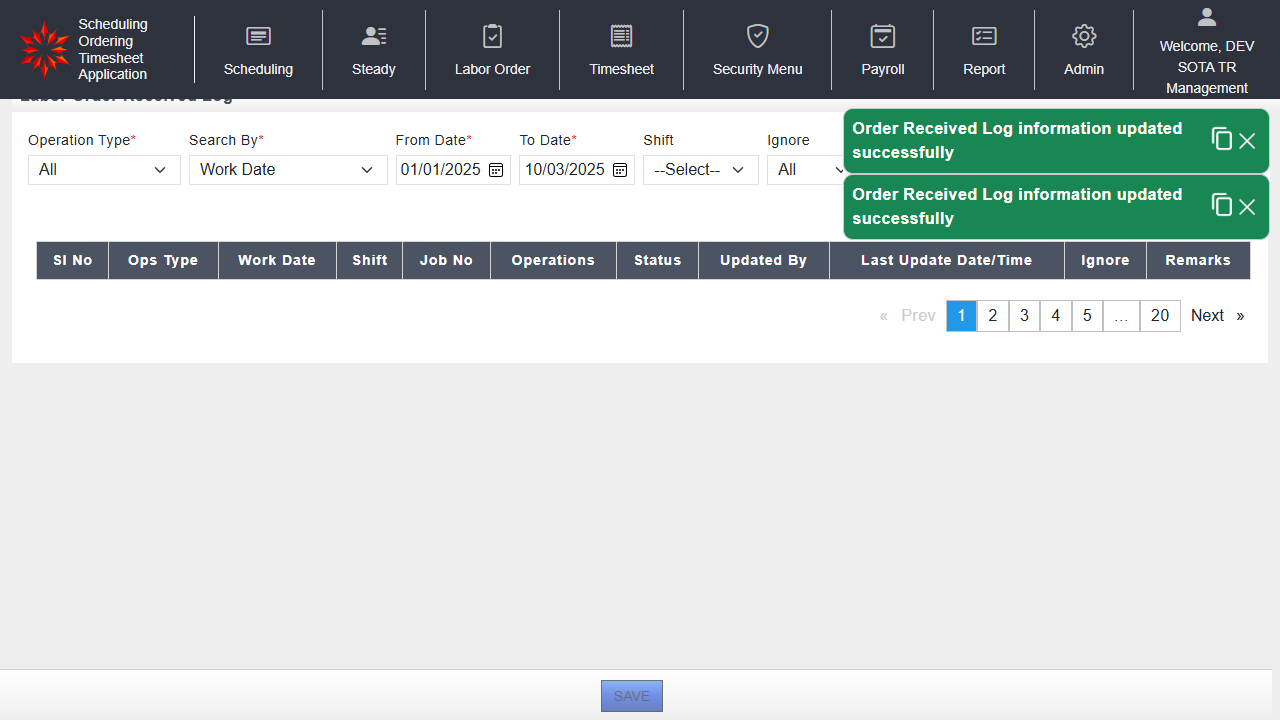 Scheduling
Ordering
Timesheet
Application
Scheduling
Steady
Labor Order
Timesheet
Security Menu
Payroll
Report
Admin
Welcome, DEV
SOTA TR
Management
Labor Order Received Log
Operation Type*
Search By*
From Date*
To Date*
Shift
Ignore
All
Work Date
01/01/2025
10/03/2025
--Select--
All
Order Received Log information updated
successfully
Order Received Log information updated
successfully
Sl No
Ops Type
Work Date
Shift
Job No
Operations
Status
Updated By
Last Update Date/Time
Ignore
Remarks
« Prev 1 2 3 4 5 ... 20 Next »
SAVE